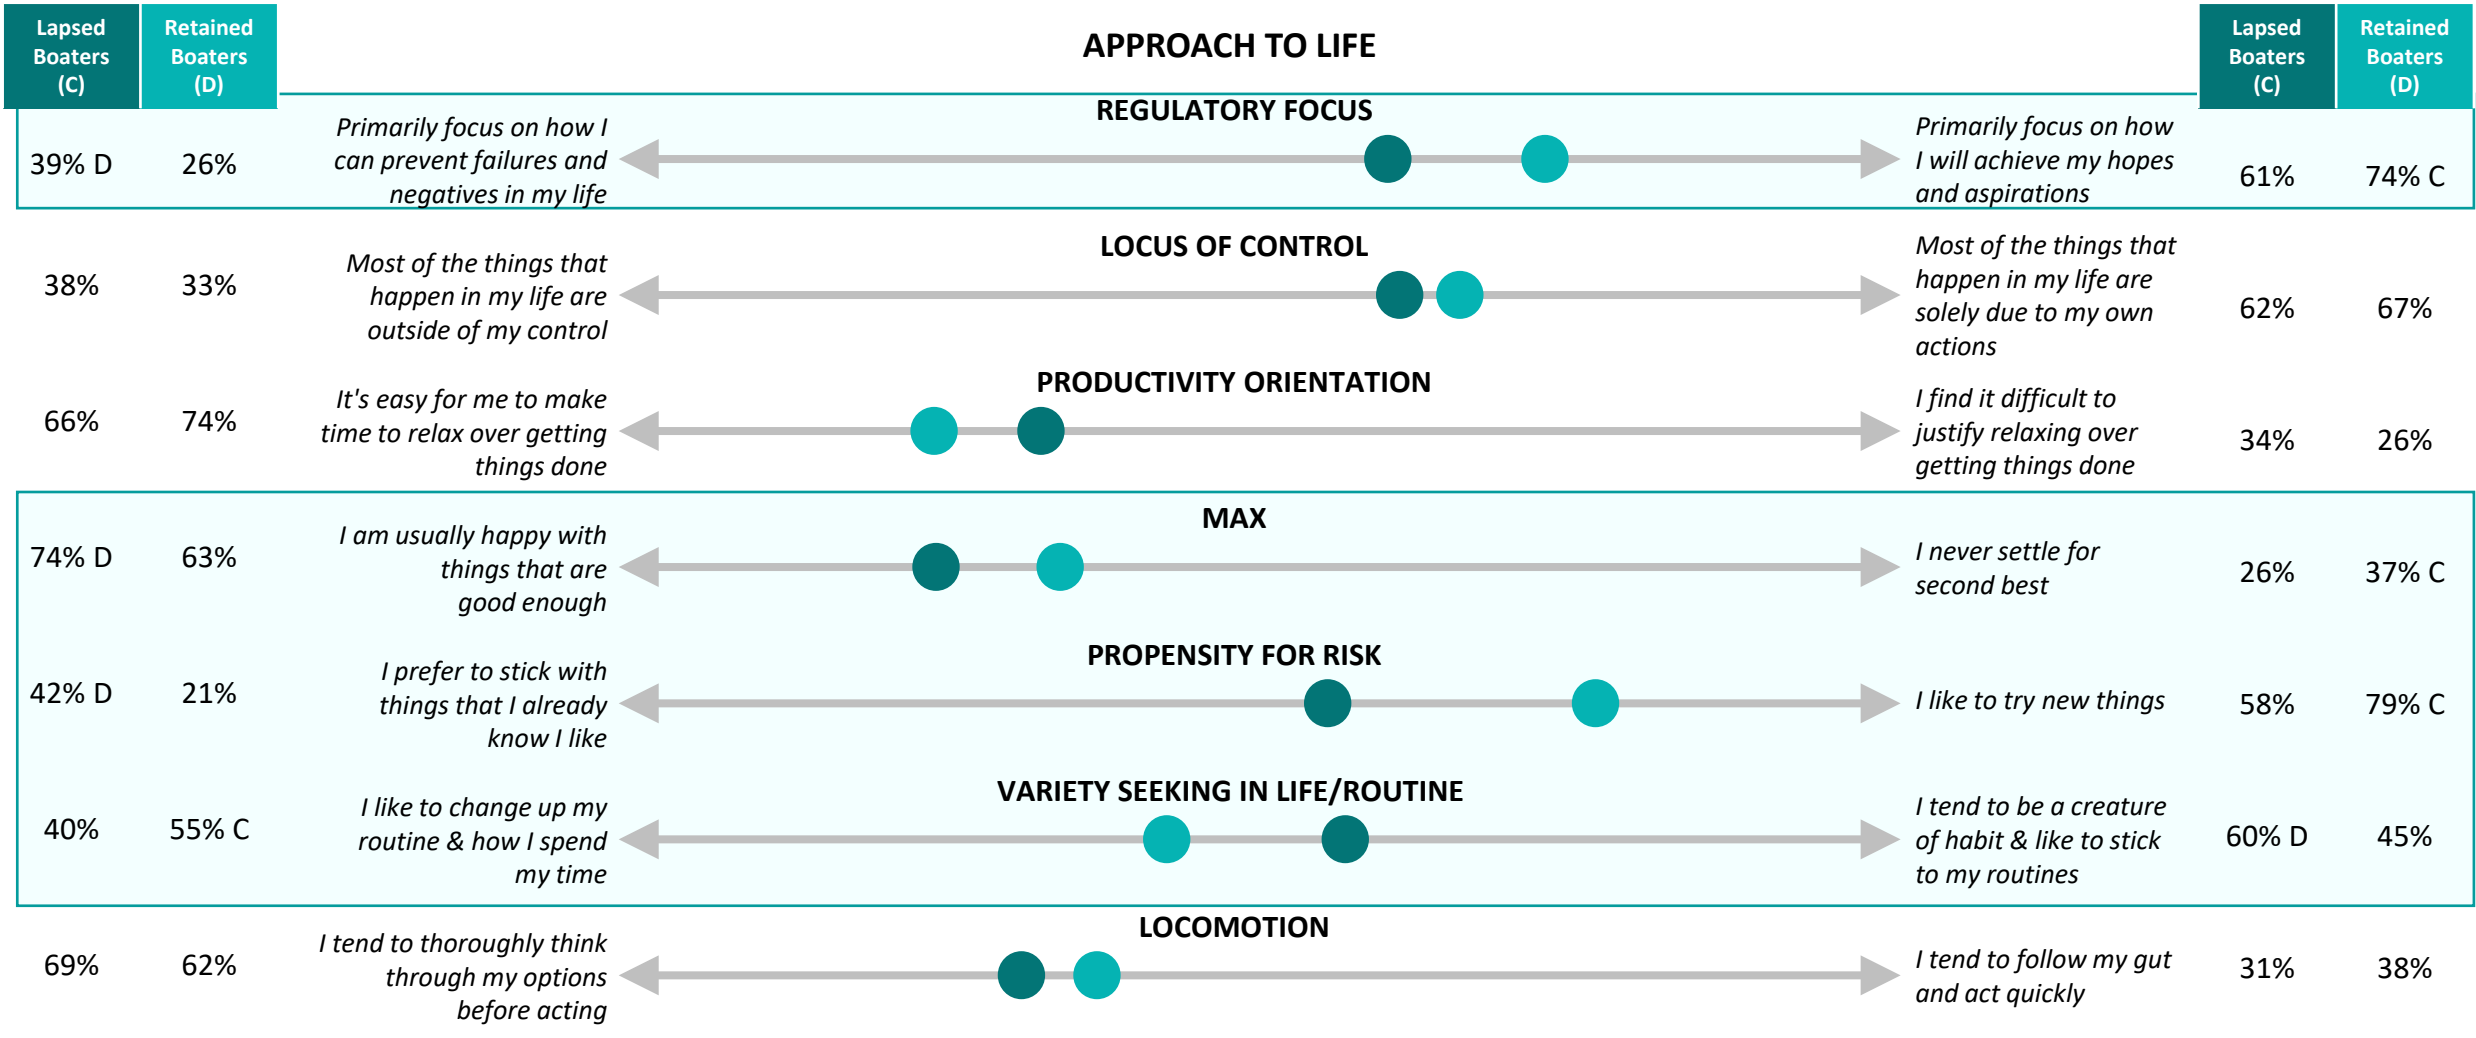 Lapsed
Boaters
(C)
Retained
Boaters
(D)
APPROACH TO LIFE
Lapsed
Boaters
(C)
Retained
Boaters
(D)
REGULATORY FOCUS
39% D
26%
Primarily focus on how I
can prevent failures and
negatives in my life
Primarily focus on how
I will achieve my hopes
and aspirations
61%
74% C
LOCUS OF CONTROL
38%
33%
Most of the things that
happen in my life are
outside of my control
Most of the things that
happen in my life are
solely due to my own
actions
62%
67%
PRODUCTIVITY ORIENTATION
66%
74%
It's easy for me to make
time to relax over getting
things done
I find it difficult to
justify relaxing over
getting things done
34%
26%
MAX
74% D
63%
I am usually happy with
things that are
good enough
I never settle for
second best
26%
37% C
PROPENSITY FOR RISK
42% D
21%
I prefer to stick with
things that I already
know I like
I like to try new things
58%
79% C
VARIETY SEEKING IN LIFE/ROUTINE
40%
55% C
I like to change up my
routine & how I spend
my time
I tend to be a creature
of habit & like to stick
to my routines
60% D
45%
LOCOMOTION
69%
62%
I tend to thoroughly think
through my options
before acting
I tend to follow my gut
and act quickly
31%
38%